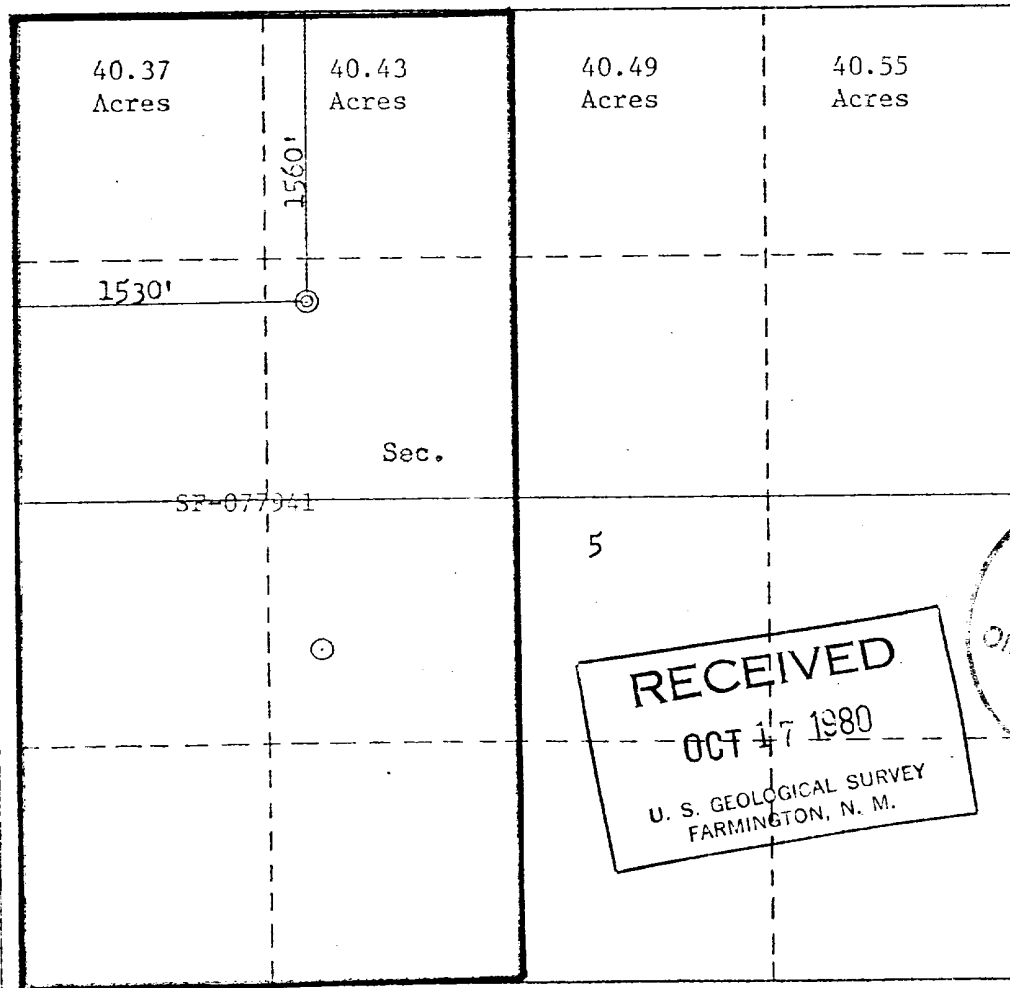 40.37
Acres
40.43
Acres
40.49
Acres
40.55
Acres
1560'
1530'
Sec.
SF-077941
5
RECEIVED
OCT 17 1980
U. S. GEOLOGICAL SURVEY
FARMINGTON, N. M.